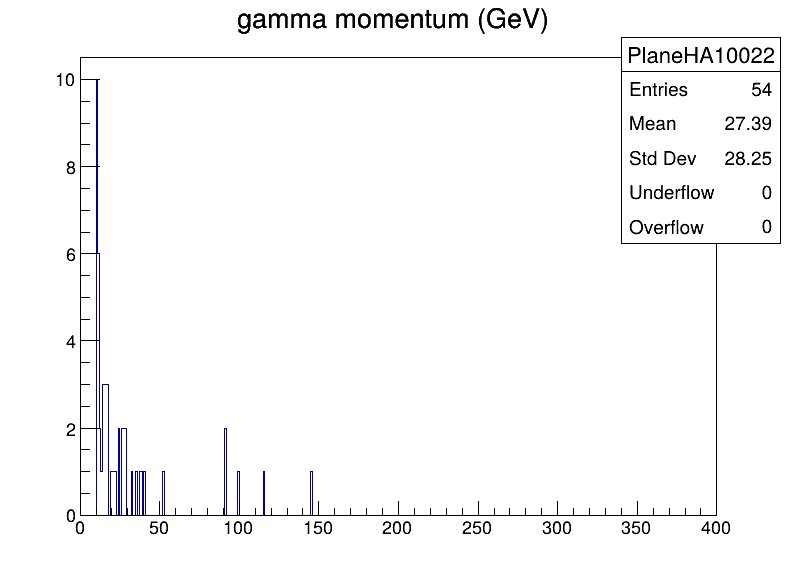 gamma momentum (GeV)
PlaneHA10022
Entries 54
Mean 27.39
Std Dev 28.25
Underflow 0
Overflow 0
10
8
6
4
2
0
0 50 100 150 200 250 300 350 400